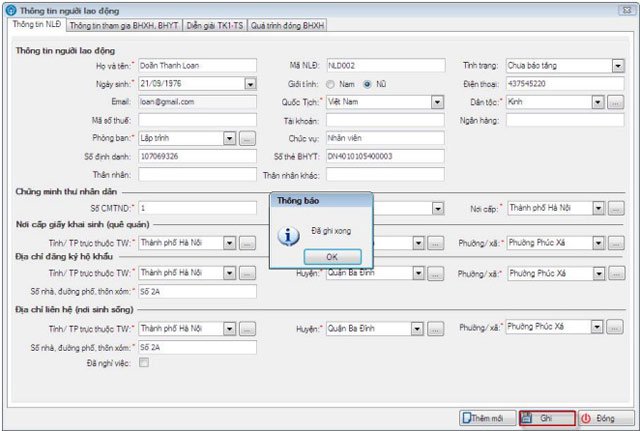 Thông tin người lao động
Thông tin NLĐ Thông tin tham gia BHXH, BHYT Diễn giải TK1-TS Quá trình đóng BHXH
Thông tin người lao động
Họ và tên:* Doãn Thanh Loan Mã NLĐ: NLD002 Tình trạng: Chưa báo tăng
Ngày sinh:* 21/09/1976 Giới tính: Nam Nữ Điện thoại: 437545220
Email: loan@gmail.com Quốc Tịch:* Việt Nam ... Dân tộc:* Kinh ...
Mã số thuế: Tài khoản: Ngân hàng:
Phòng ban:* Lập trình ... Chức vụ: Nhân viên
Số định danh: 107069326 Số thẻ BHYT: DN4010105400003
Thân nhân: Thân nhân khác:
Chứng minh thư nhân dân
Số CMTND:* 1 Nơi cấp:* Thành phố Hà Nội ...
Nơi cấp giấy khai sinh (quê quán)
Tỉnh/ TP trực thuộc TW:* Thành phố Hà Nội ... Phường/ xã:* Phường Phúc Xá ...
Địa chỉ đăng ký hộ khẩu
Tỉnh/ TP trực thuộc TW:* Thành phố Hà Nội ... Huyện:* Quận Ba Đình ... Phường/ xã:* Phường Phúc Xá ...
Số nhà, đường phố, thôn xóm:* Số 2A
Địa chỉ liên hệ (nơi sinh sống)
Tỉnh/ TP trực thuộc TW:* Thành phố Hà Nội ... Huyện:* Quận Ba Đình ... Phường/ xã:* Phường Phúc Xá ...
Số nhà, đường phố, thôn xóm:* Số 2A
Đã nghỉ việc:
Thông báo
Đã ghi xong
OK
Thêm mới Ghi Đóng